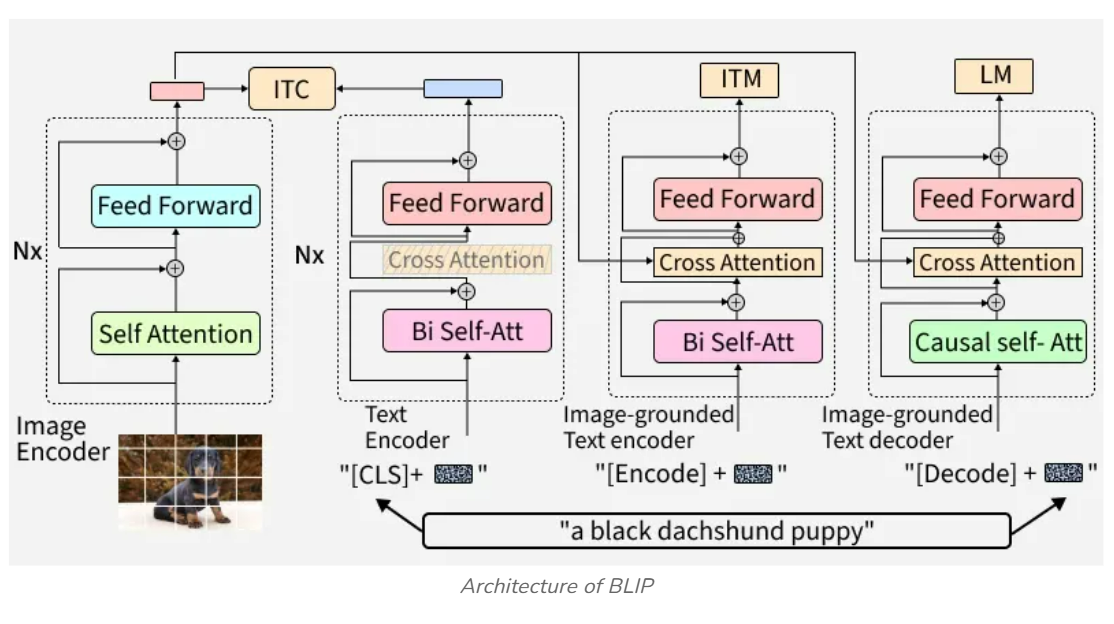 ITC
ITM
LM
Feed Forward
Self Attention
Nx
Image
Encoder
Feed Forward
Cross Attention
Bi Self-Att
Nx
Text
Encoder
"[CLS]+ "
Feed Forward
Cross Attention
Bi Self-Att
Image-grounded
Text encoder
"[Encode] + "
Feed Forward
Cross Attention
Causal self- Att
Image-grounded
Text decoder
"[Decode] + "
"a black dachshund puppy"
Architecture of BLIP